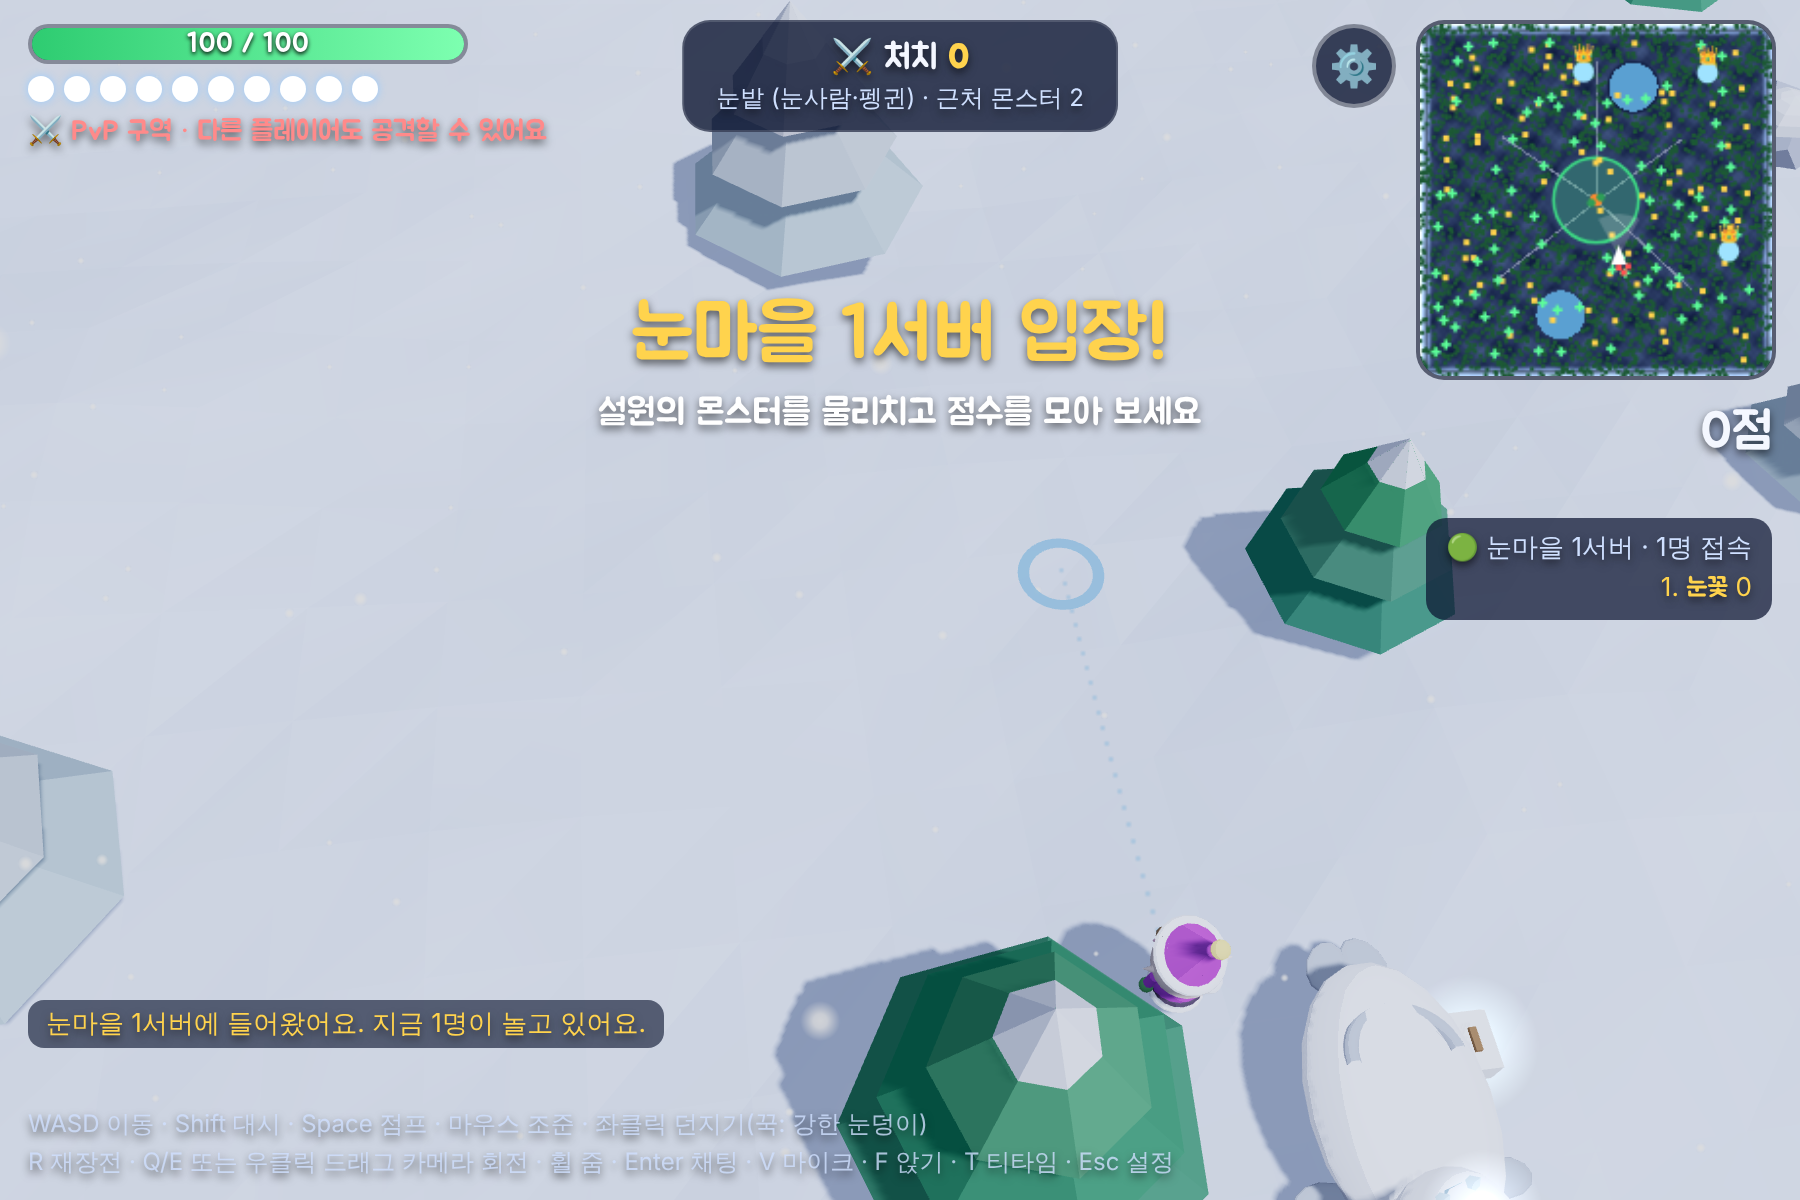 100 / 100
PvP 구역 · 다른 플레이어도 공격할 수 있어요
처치 0
눈밭 (눈사람·펭귄) · 근처 몬스터 2
눈마을 1서버 입장!
설원의 몬스터를 물리치고 점수를 모아 보세요
0점
눈마을 1서버 · 1명 접속
1. 눈꽃 0
눈마을 1서버에 들어왔어요. 지금 1명이 놀고 있어요.
WASD 이동 · Shift 대시 · Space 점프 · 마우스 조준 · 좌클릭 던지기(꾹: 강한 눈덩이)
R 재장전 · Q/E 또는 우클릭 드래그 카메라 회전 · 휠 줌 · Enter 채팅 · V 마이크 · F 앉기 · T 티타임 · Esc 설정